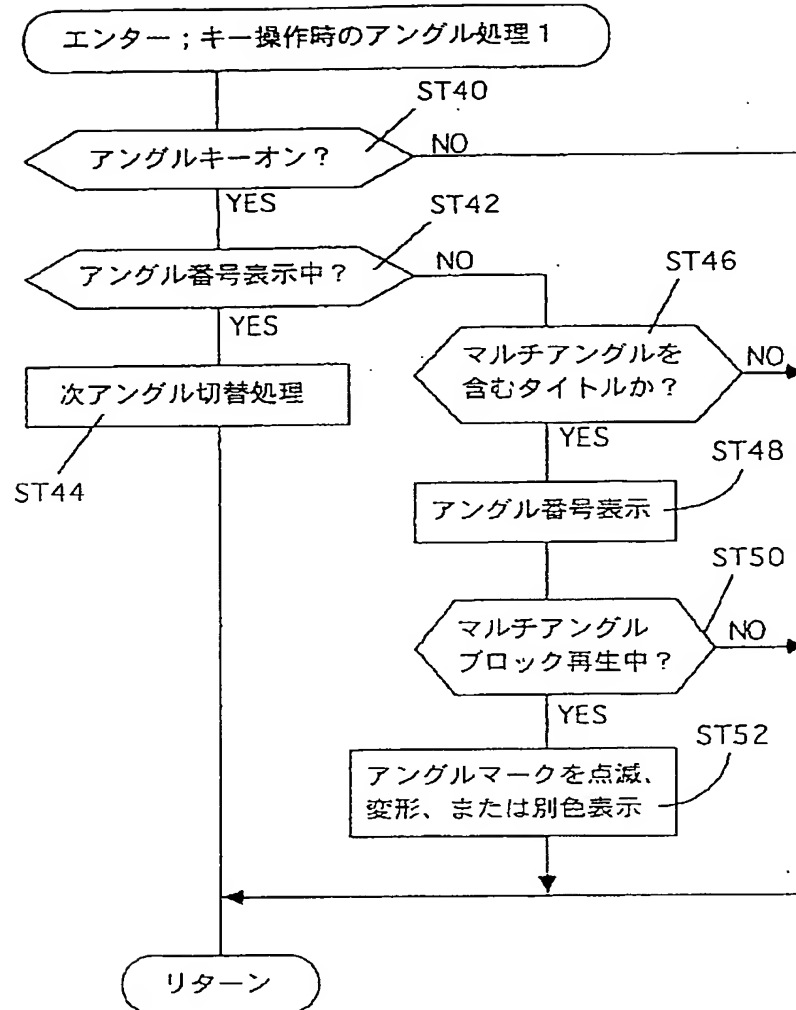 エンター；キー操作時のアングル処理1
ST40
アングルキーオン？
NO
YES
ST42
アングル番号表示中？
NO
YES
ST46
マルチアングルを
含むタイトルか？
NO
YES
次アングル切替処理
ST44
ST48
アングル番号表示
ST50
マルチアングル
ブロック再生中？
NO
YES
ST52
アングルマークを点滅、
変形、または別色表示
リターン